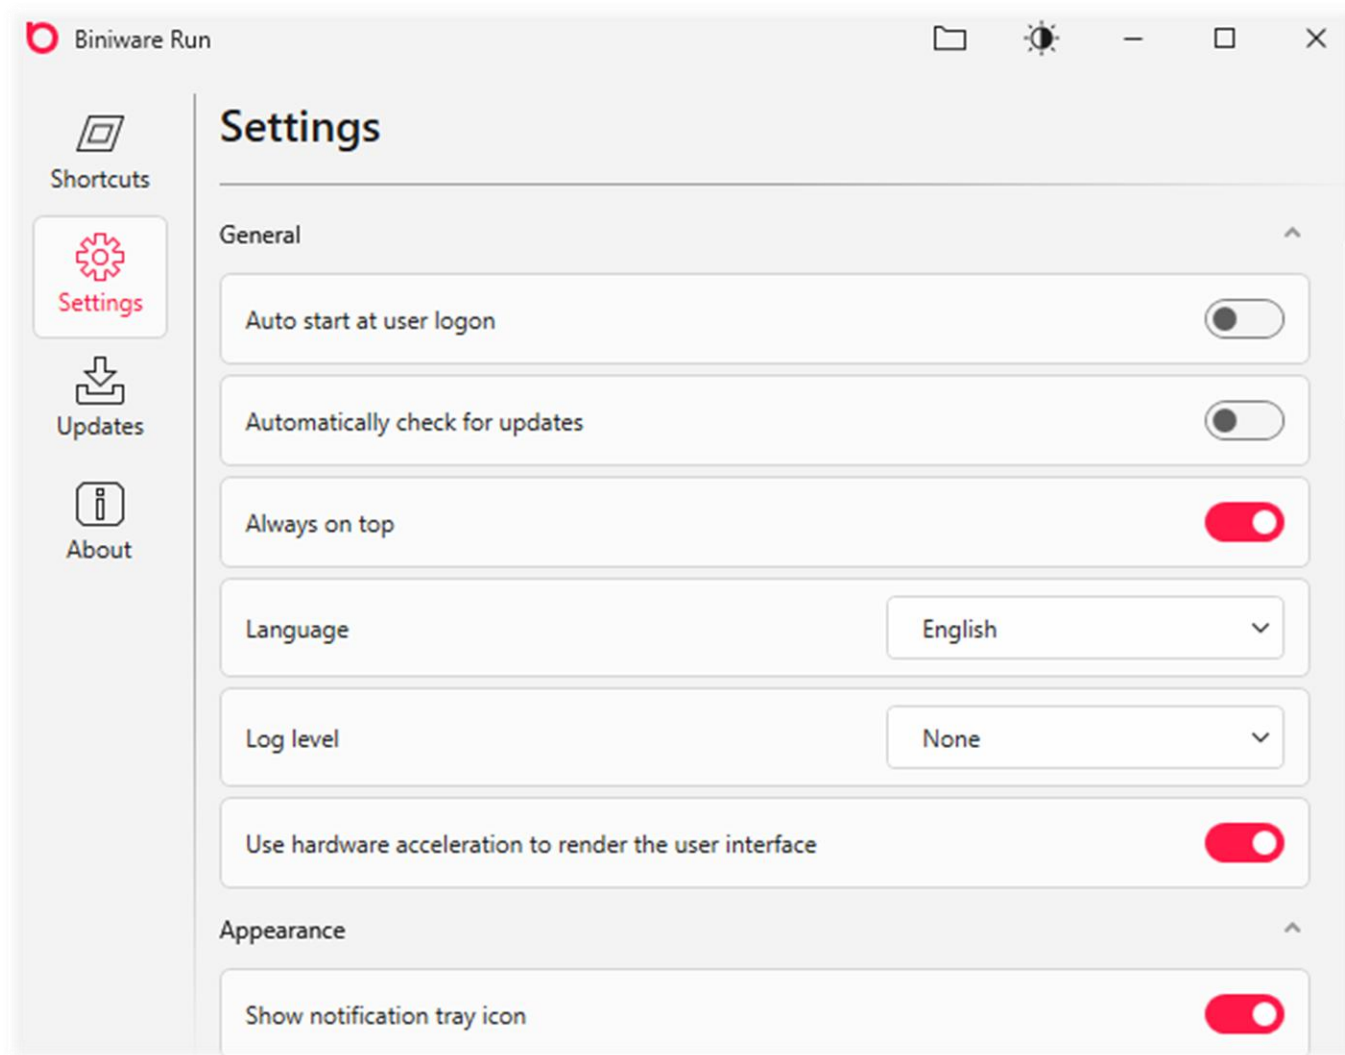 Biniware Run
Shortcuts
Settings
Updates
About
Settings
General
Auto start at user logon
Automatically check for updates
Always on top
Language
English
Log level
None
Use hardware acceleration to render the user interface
Appearance
Show notification tray icon